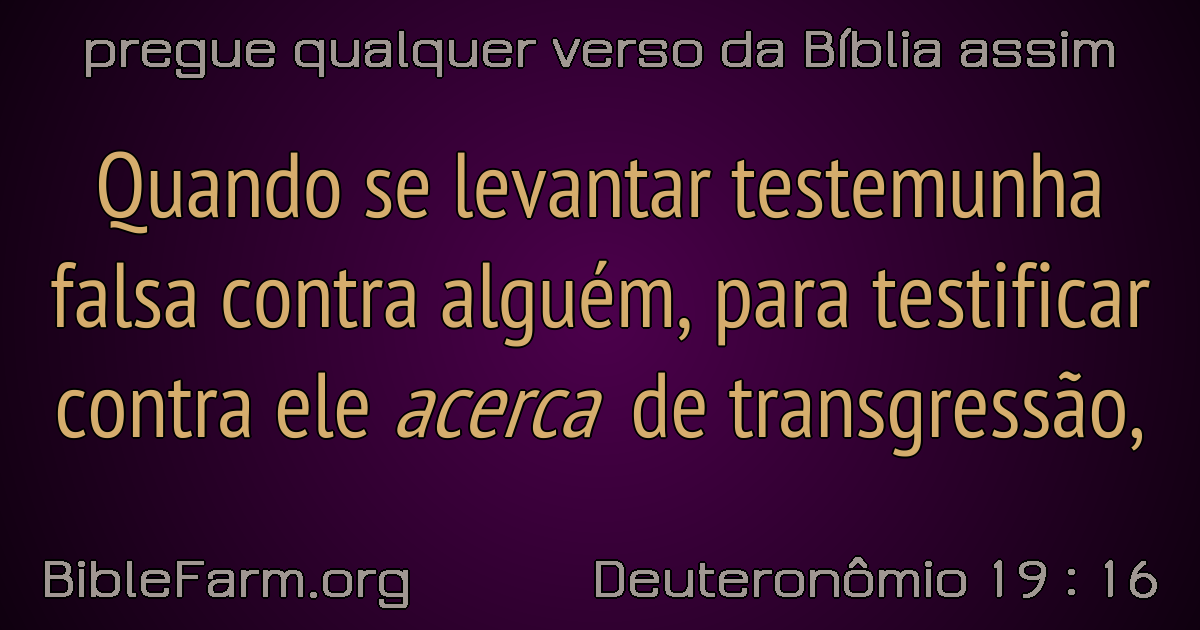 pregue qualquer verso da Bíblia assim
Quando se levantar testemunha
falsa contra alguém, para testificar
contra ele acerca de transgressão,
BibleFarm.org
Deuteronômio 19 : 16